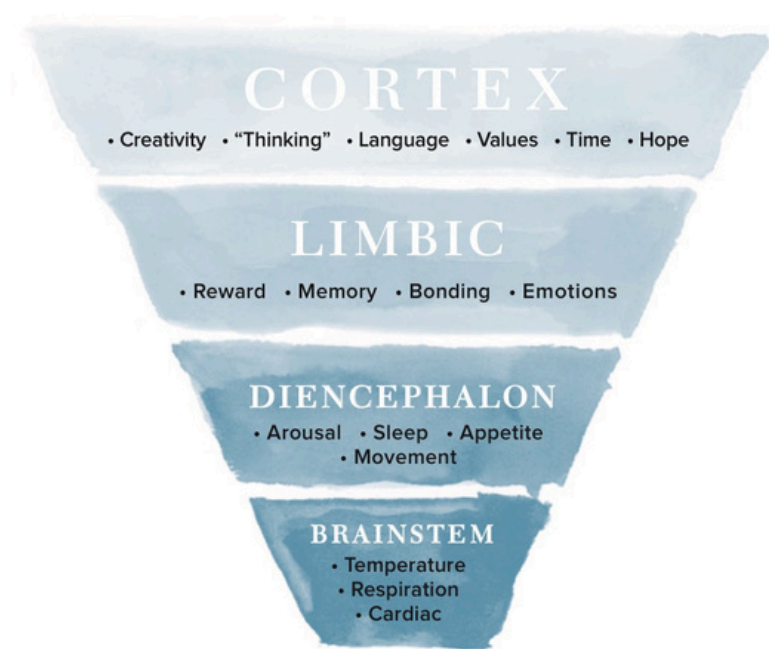 CORTEX
• Creativity • "Thinking" • Language • Values • Time • Hope
LIMBIC
• Reward • Memory • Bonding • Emotions
DIENCEPHALON
• Arousal • Sleep • Appetite
• Movement
BRAINSTEM
• Temperature
• Respiration
• Cardiac